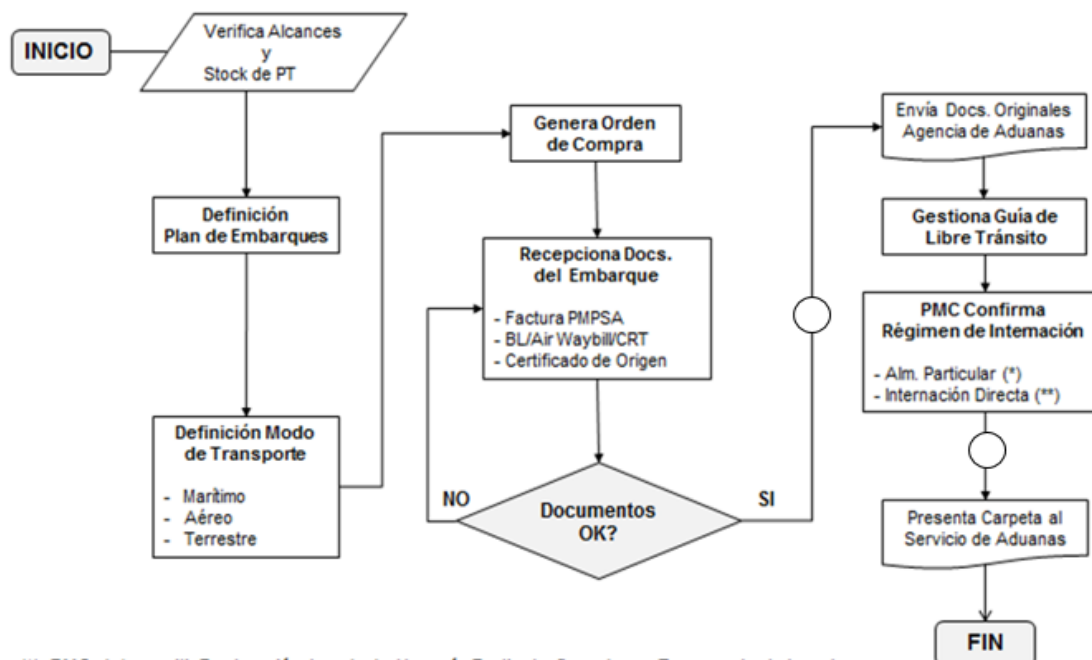 INICIO
Verifica Alcances
y
Stock de PT
Definición
Plan de Embarques
Definición Modo
de Transporte
- Marítimo
- Aéreo
- Terrestre
Genera Orden
de Compra
Recepciona Docs.
del Embarque
- Factura PMPSA
- BL/Air Waybill/CRT
- Certificado de Origen
Documentos
OK?
NO
SI
Envía Docs. Originales
Agencia de Aduanas
Gestiona Guía de
Libre Tránsito
PMC Confirma
Régimen de Internación
- Alm. Particular (*)
- Internación Directa (**)
Presenta Carpeta al
Servicio de Aduanas
FIN